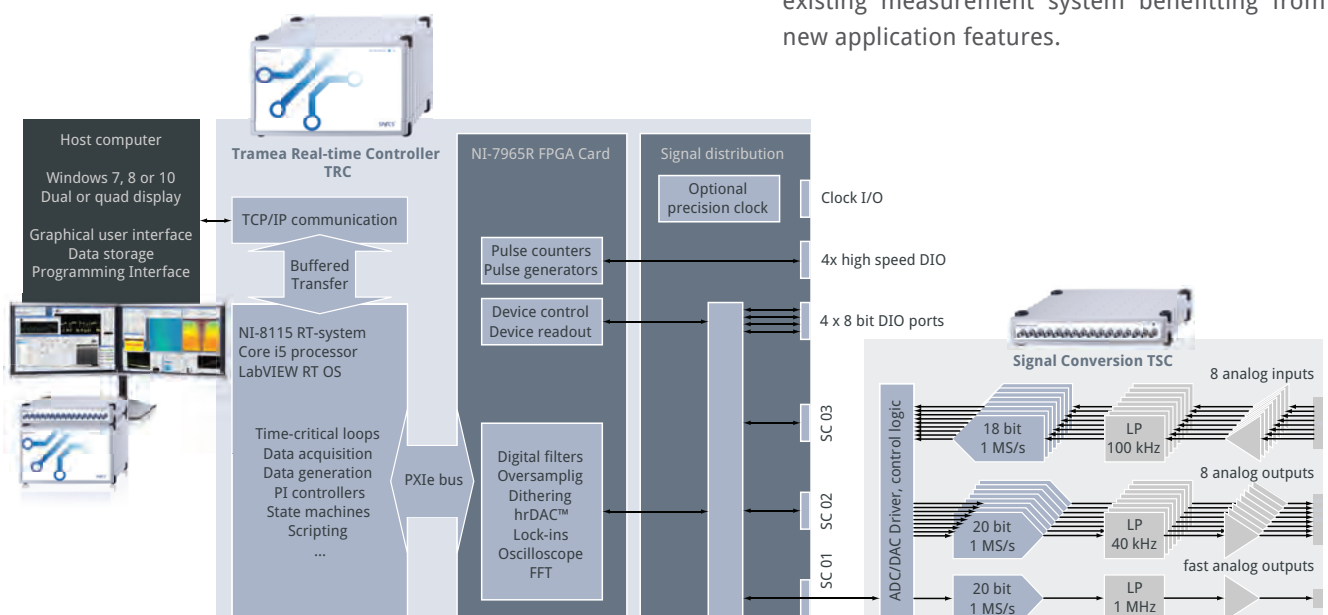 existing measurement system benefitting from
new application features.
Host computer
Windows 7, 8 or 10
Dual or quad display
Graphical user interface
Data storage
Programming Interface
Tramea Real-time Controller
TRC
TCP/IP communication
Buffered
Transfer
NI-8115 RT-system
Core i5 processor
LabVIEW RT OS
Time-critical loops
Data acquisition
Data generation
PI controllers
State machines
Scripting
...
PXIe bus
NI-7965R FPGA Card
Pulse counters
Pulse generators
Device control
Device readout
Digital filters
Oversamplig
Dithering
hrDAC™
Lock-ins
Oscilloscope
FFT
Signal distribution
Optional
precision clock
Clock I/O
4x high speed DIO
4 x 8 bit DIO ports
SC 03
SC 02
SC 01
Signal Conversion TSC
ADC/DAC Driver, control logic
8 analog inputs
18 bit
1 MS/s
LP
100 kHz
8 analog outputs
20 bit
1 MS/s
LP
40 kHz
fast analog outputs
20 bit
1 MS/s
LP
1 MHz